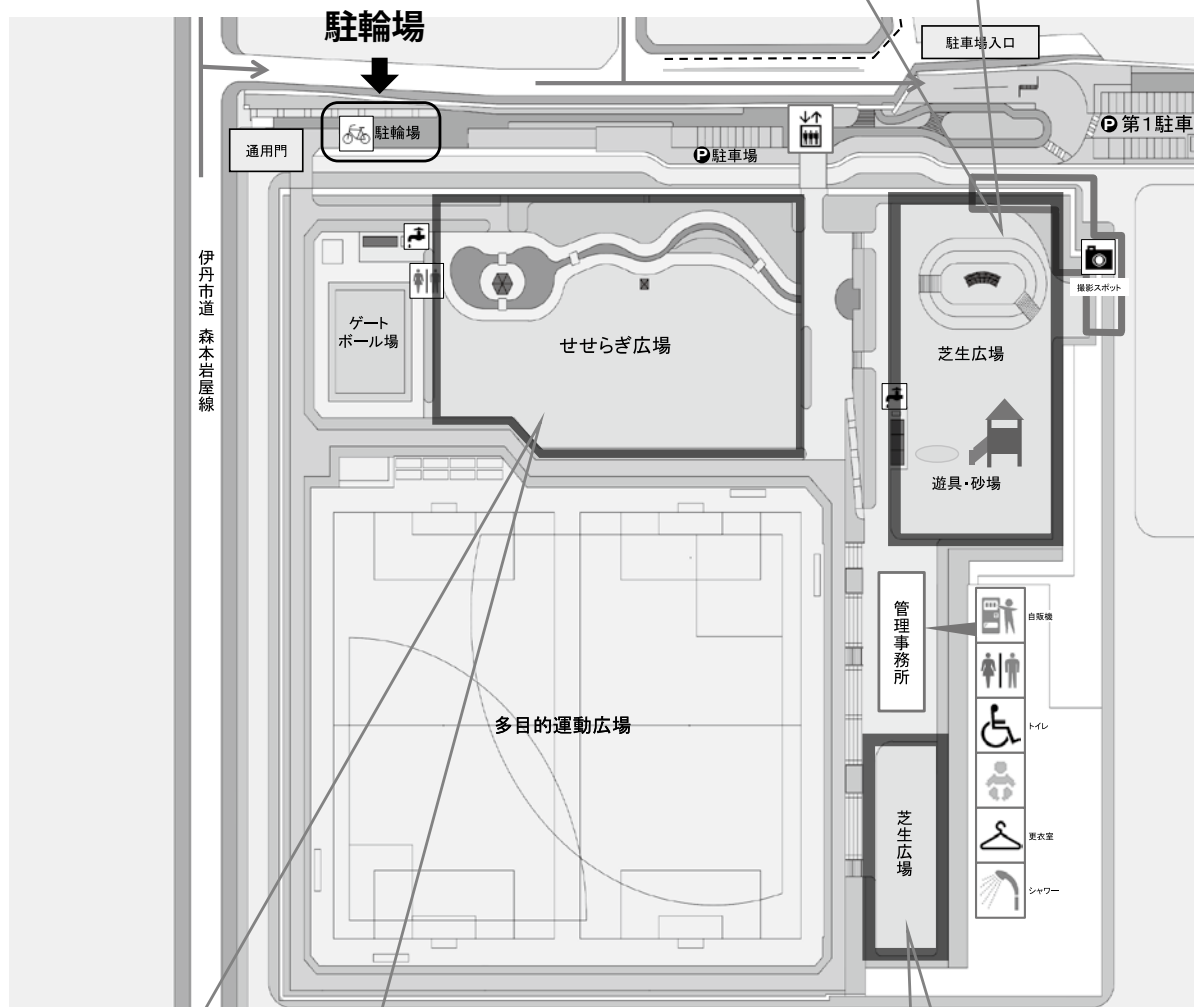 駐輪場
駐車場入口
駐輪場
通用門
P駐車場
P第1駐車
伊丹市道 森本岩屋線
ゲート
ボール場
せせらぎ広場
芝生広場
撮影スポット
遊具・砂場
管理事務所
自販機
トイレ
更衣室
シャワー
多目的運動広場
芝生広場